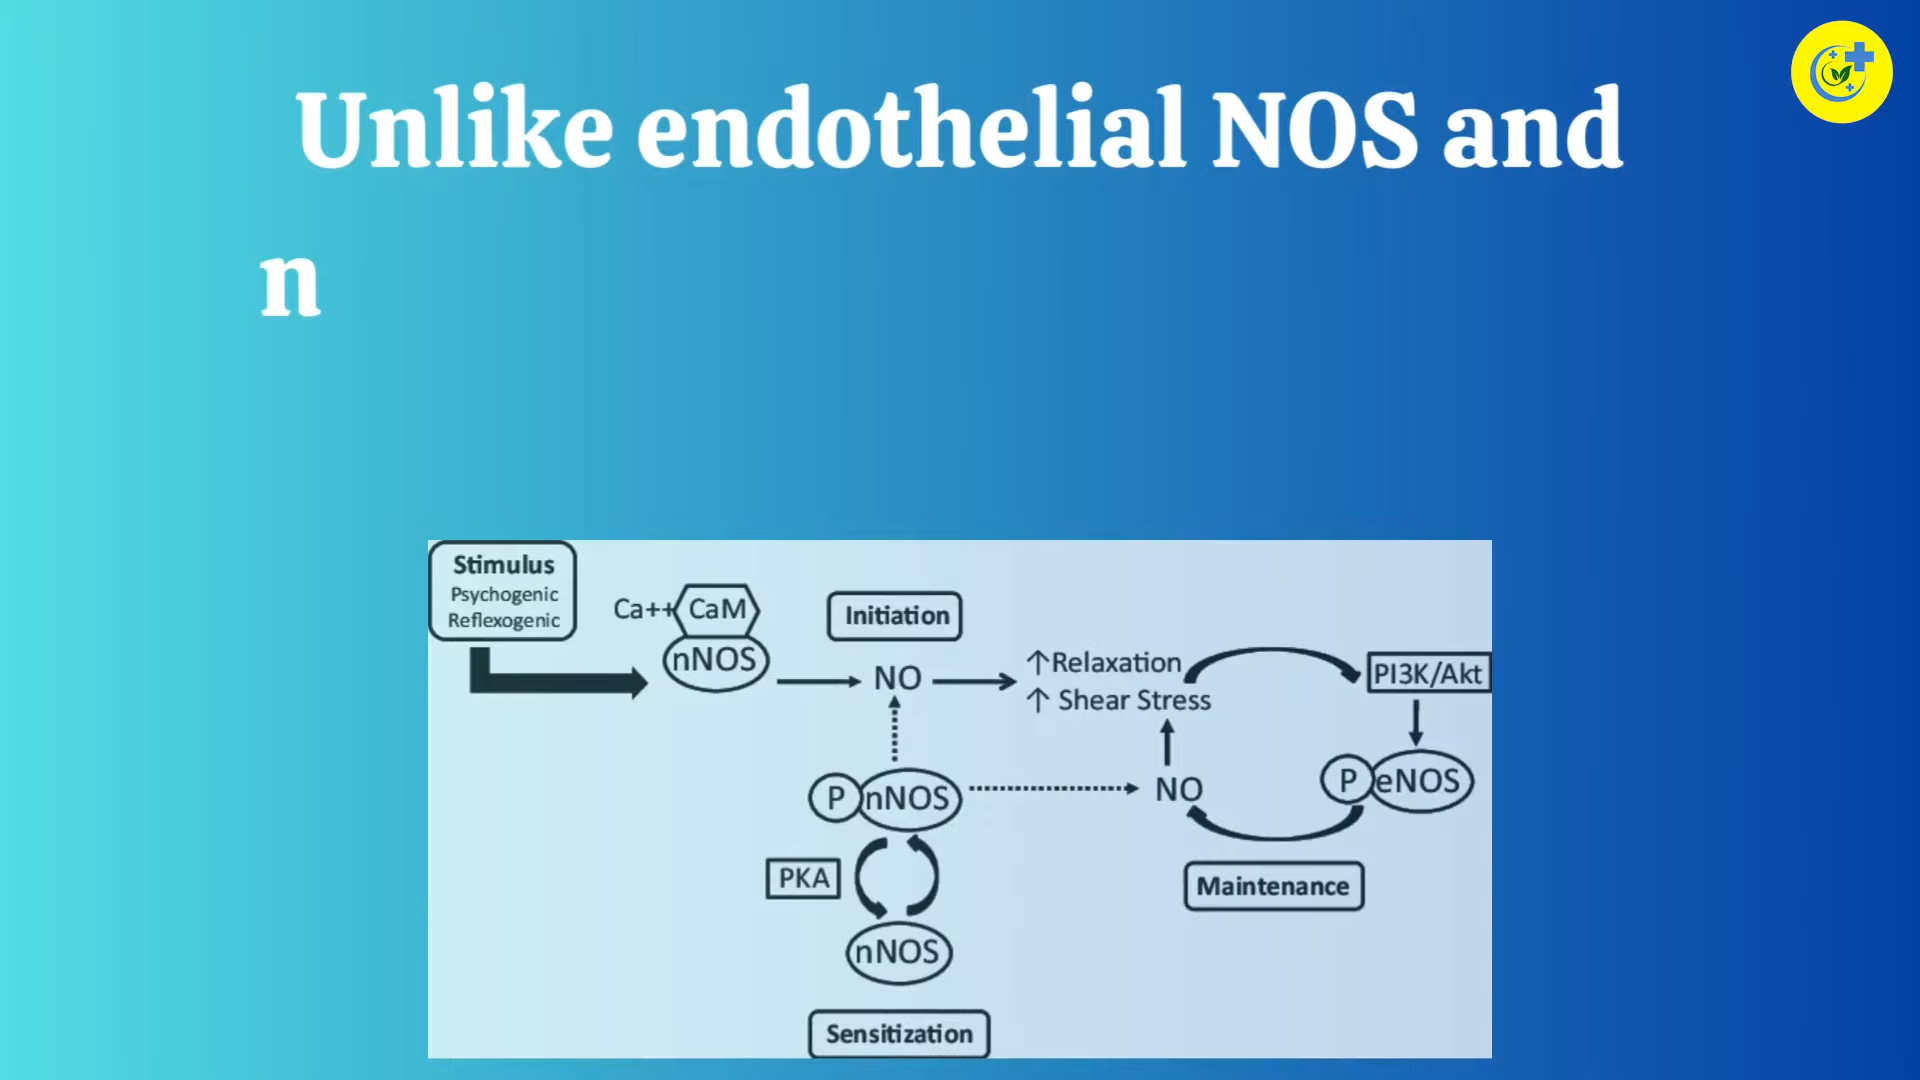 Unlike endothelial NOS and
n
Stimulus
Psychogenic
Reflexogenic
Ca++
CaM
nNOS
Initiation
NO
↑Relaxation
↑ Shear Stress
PI3K/Akt
P
nNOS
NO
P
eNOS
PKA
Maintenance
nNOS
Sensitization